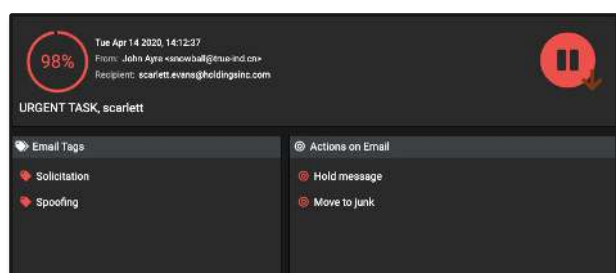 98%
Tue Apr 14 2020, 14:12:37
From: John Ayre <snowball@true-ind.cn>
Recipient: scarlett.evans@holdingsinc.com
URGENT TASK, scarlett
Email Tags
Solicitation
Spoofing
Actions on Email
Hold message
Move to junk